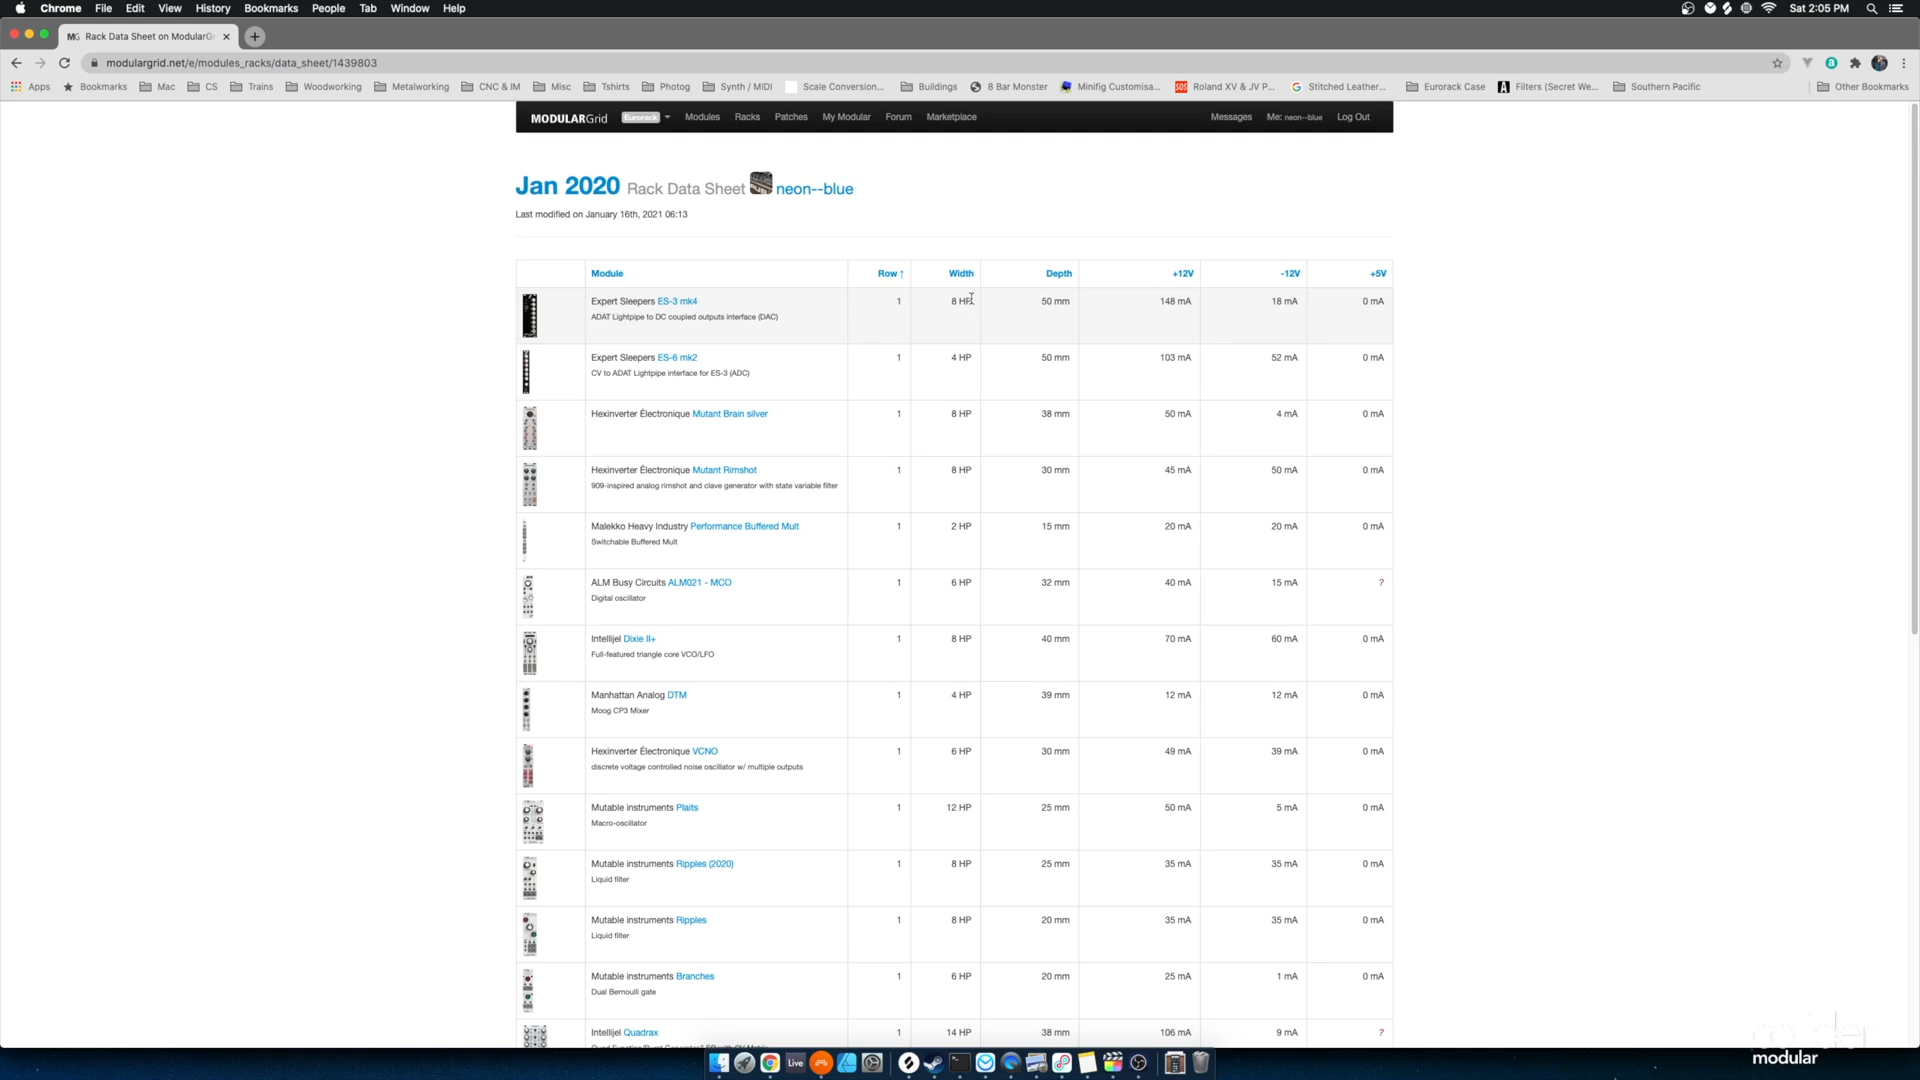 Chrome File Edit View History Bookmarks People Tab Window Help Sat 2:05 PM
MG Rack Data Sheet on ModularG
modulargrid.net/e/modules_racks/data_sheet/1439803
Apps Bookmarks Mac CS Trains Woodworking Metalworking CNC & IM Misc Tshirts Photog Synth / MIDI Scale Conversion... Buildings 8 Bar Monster Minifig Customisa... SOS Roland XV & JV P... Stitched Leather... Eurorack Case Filters (Secret We... Southern Pacific Other Bookmarks
MODULARGrid Eurorack Modules Racks Patches My Modular Forum Marketplace Messages Me: neon--blue Log Out
Jan 2020 Rack Data Sheet neon--blue
Last modified on January 16th, 2021 06:13
Module Row ↑ Width Depth +12V -12V +5V
Expert Sleepers ES-3 mk4 1 8 HP 50 mm 148 mA 18 mA 0 mA
ADAT Lightpipe to DC coupled outputs interface (DAC)
Expert Sleepers ES-6 mk2 1 4 HP 50 mm 103 mA 52 mA 0 mA
CV to ADAT Lightpipe interface for ES-3 (ADC)
Hexinverter Électronique Mutant Brain silver 1 8 HP 38 mm 50 mA 4 mA 0 mA
Hexinverter Électronique Mutant Rimshot 1 8 HP 30 mm 45 mA 50 mA 0 mA
909-inspired analog rimshot and clave generator with state variable filter
Malekko Heavy Industry Performance Buffered Mult 1 2 HP 15 mm 20 mA 20 mA 0 mA
Switchable Buffered Mult
ALM Busy Circuits ALM021 - MCO 1 6 HP 32 mm 40 mA 15 mA ?
Digital oscillator
Intellijel Dixie II+ 1 8 HP 40 mm 70 mA 60 mA 0 mA
Full-featured triangle core VCO/LFO
Manhattan Analog DTM 1 4 HP 39 mm 12 mA 12 mA 0 mA
Moog CP3 Mixer
Hexinverter Électronique VCNO 1 6 HP 30 mm 49 mA 39 mA 0 mA
discrete voltage controlled noise oscillator w/ multiple outputs
Mutable instruments Plaits 1 12 HP 25 mm 50 mA 5 mA 0 mA
Macro-oscillator
Mutable instruments Ripples (2020) 1 8 HP 25 mm 35 mA 35 mA 0 mA
Liquid filter
Mutable instruments Ripples 1 8 HP 20 mm 35 mA 35 mA 0 mA
Liquid filter
Mutable instruments Branches 1 6 HP 20 mm 25 mA 1 mA 0 mA
Dual Bernoulli gate
Intellijel Quadrax 1 14 HP 38 mm 106 mA 9 mA ?
Live
modular